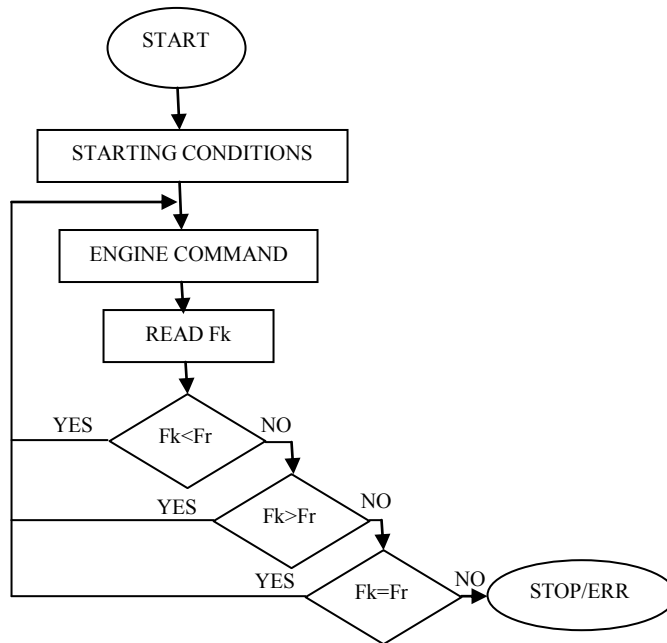 START
STARTING CONDITIONS
ENGINE COMMAND
READ Fk
YES
Fk<Fr
NO
YES
Fk>Fr
NO
YES
Fk=Fr
NO
STOP/ERR